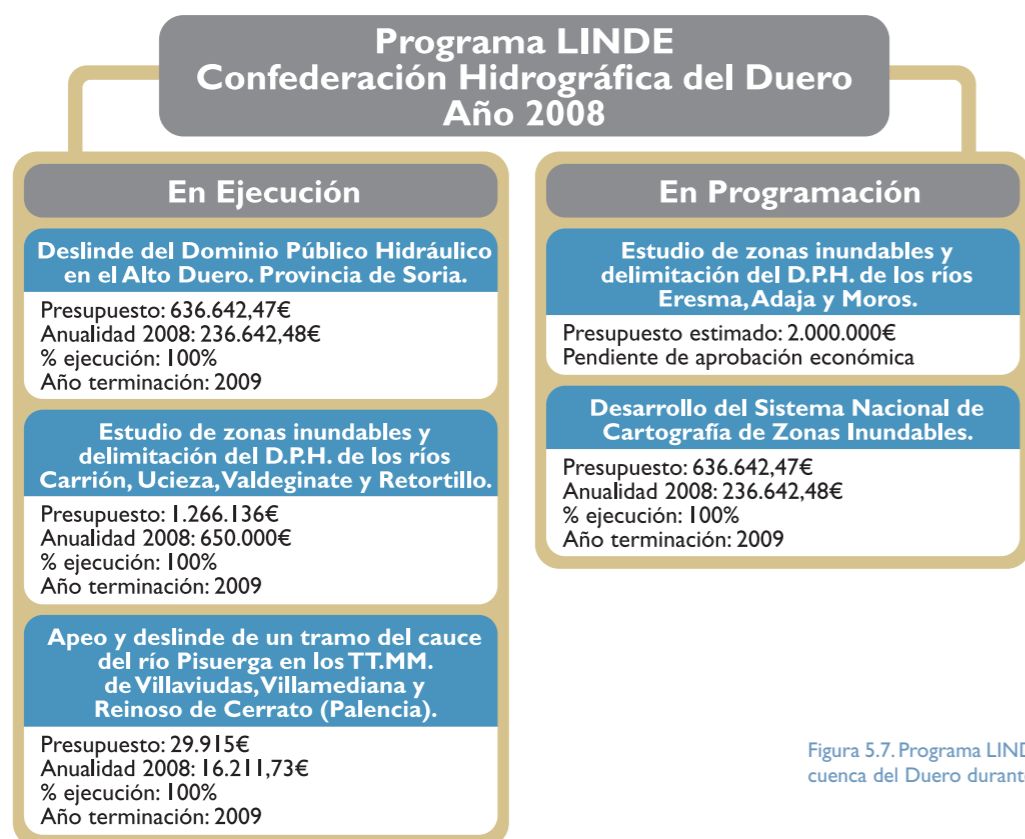 Programa LINDE
Confederación Hidrográfica del Duero
Año 2008
En Ejecución
Deslinde del Dominio Público Hidráulico
en el Alto Duero. Provincia de Soria.
Presupuesto: 636.642,47€
Anualidad 2008: 236.642,48€
% ejecución: 100%
Año terminación: 2009
Estudio de zonas inundables y
delimitación del D.P.H. de los ríos
Carrión, Ucieza, Valdeginate y Retortillo.
Presupuesto: 1.266.136€
Anualidad 2008: 650.000€
% ejecución: 100%
Año terminación: 2009
Apeo y deslinde de un tramo del cauce
del río Pisuerga en los TT.MM.
de Villaviudas, Villamediana y
Reinoso de Cerrato (Palencia).
Presupuesto: 29.915€
Anualidad 2008: 16.211,73€
% ejecución: 100%
Año terminación: 2009
En Programación
Estudio de zonas inundables y
delimitación del D.P.H. de los ríos
Eresma, Adaja y Moros.
Presupuesto estimado: 2.000.000€
Pendiente de aprobación económica
Desarrollo del Sistema Nacional de
Cartografía de Zonas Inundables.
Presupuesto: 636.642,47€
Anualidad 2008: 236.642,48€
% ejecución: 100%
Año terminación: 2009
Figura 5.7. Programa LIND
cuenca del Duero durant